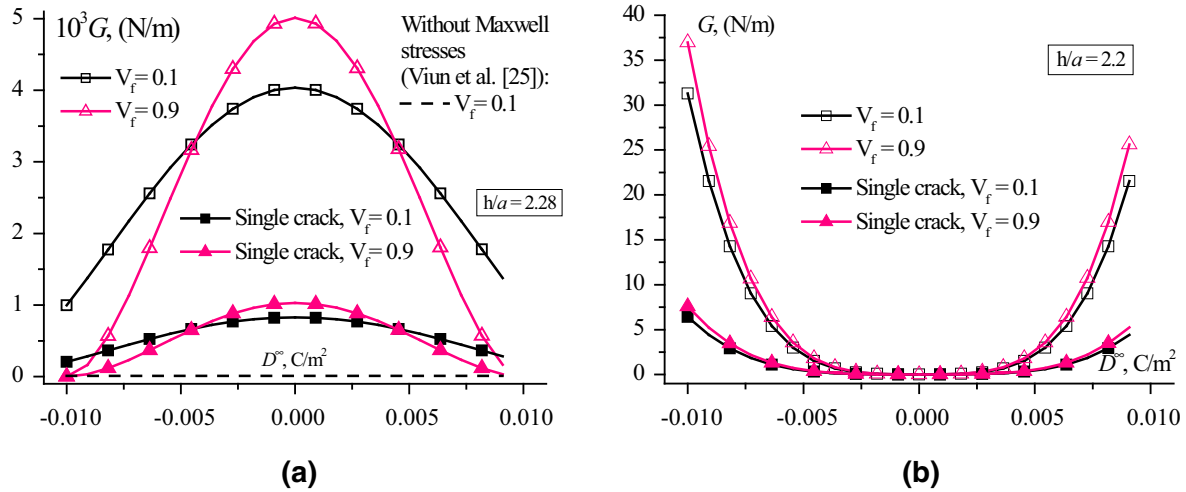 5
4
3
2
1
0
10³G, (N/m)
V_f = 0.1
V_f = 0.9
Without Maxwell
stresses
(Viun et al. [25]):
V_f = 0.1
h/a = 2.28
Single crack, V_f = 0.1
Single crack, V_f = 0.9
D^∞, C/m²
-0.010 -0.005 0.000 0.005 0.010
(a)
40
35
30
25
20
15
10
5
0
G, (N/m)
h/a = 2.2
V_f = 0.1
V_f = 0.9
Single crack, V_f = 0.1
Single crack, V_f = 0.9
D^∞, C/m²
-0.010 -0.005 0.000 0.005 0.010
(b)